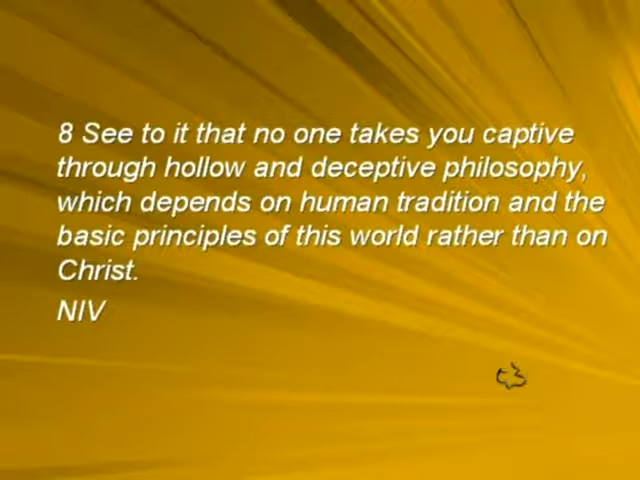 8 See to it that no one takes you captive
through hollow and deceptive philosophy,
which depends on human tradition and the
basic principles of this world rather than on
Christ.
NIV